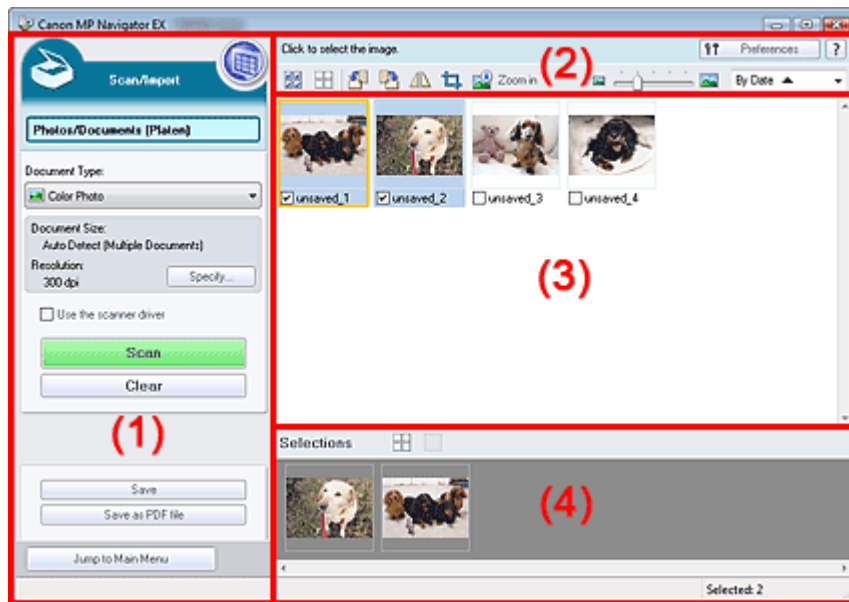 Canon MP Navigator EX
Scan/Import
Photos/Documents (Platen)
Document Type:
Color Photo
Document Size:
Auto Detect (Multiple Documents)
Resolution:
300 dpi
Specify...
Use the scanner driver
Scan
Clear
(1)
Save
Save as PDF file
Jump to Main Menu
Click to select the image.
Preferences
?
(2)
Zoom in
By Date
unsaved_1
unsaved_2
unsaved_3
unsaved_4
(3)
Selections
(4)
Selected: 2